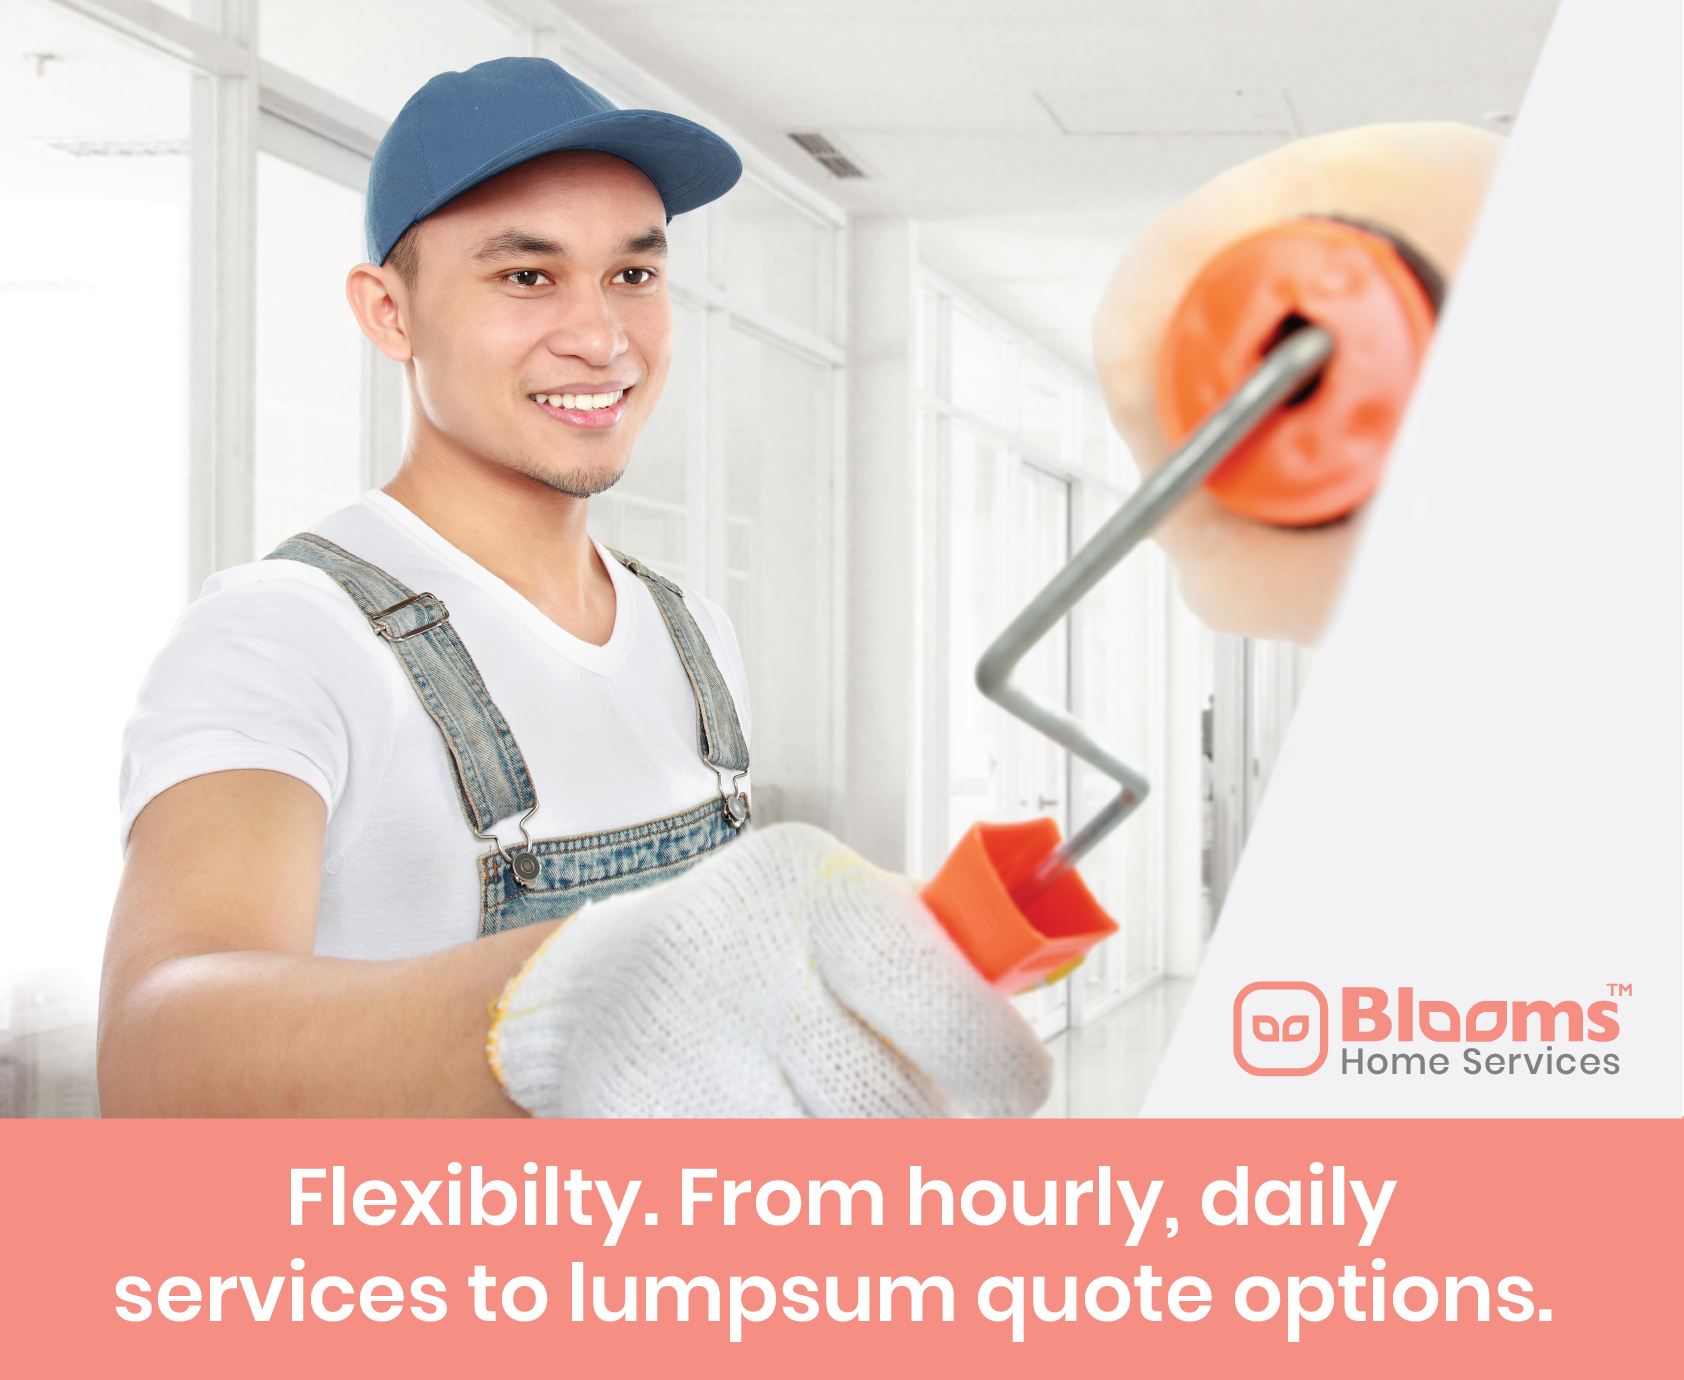 Blooms™
Home Services
Flexibilty. From hourly, daily
services to lumpsum quote options.